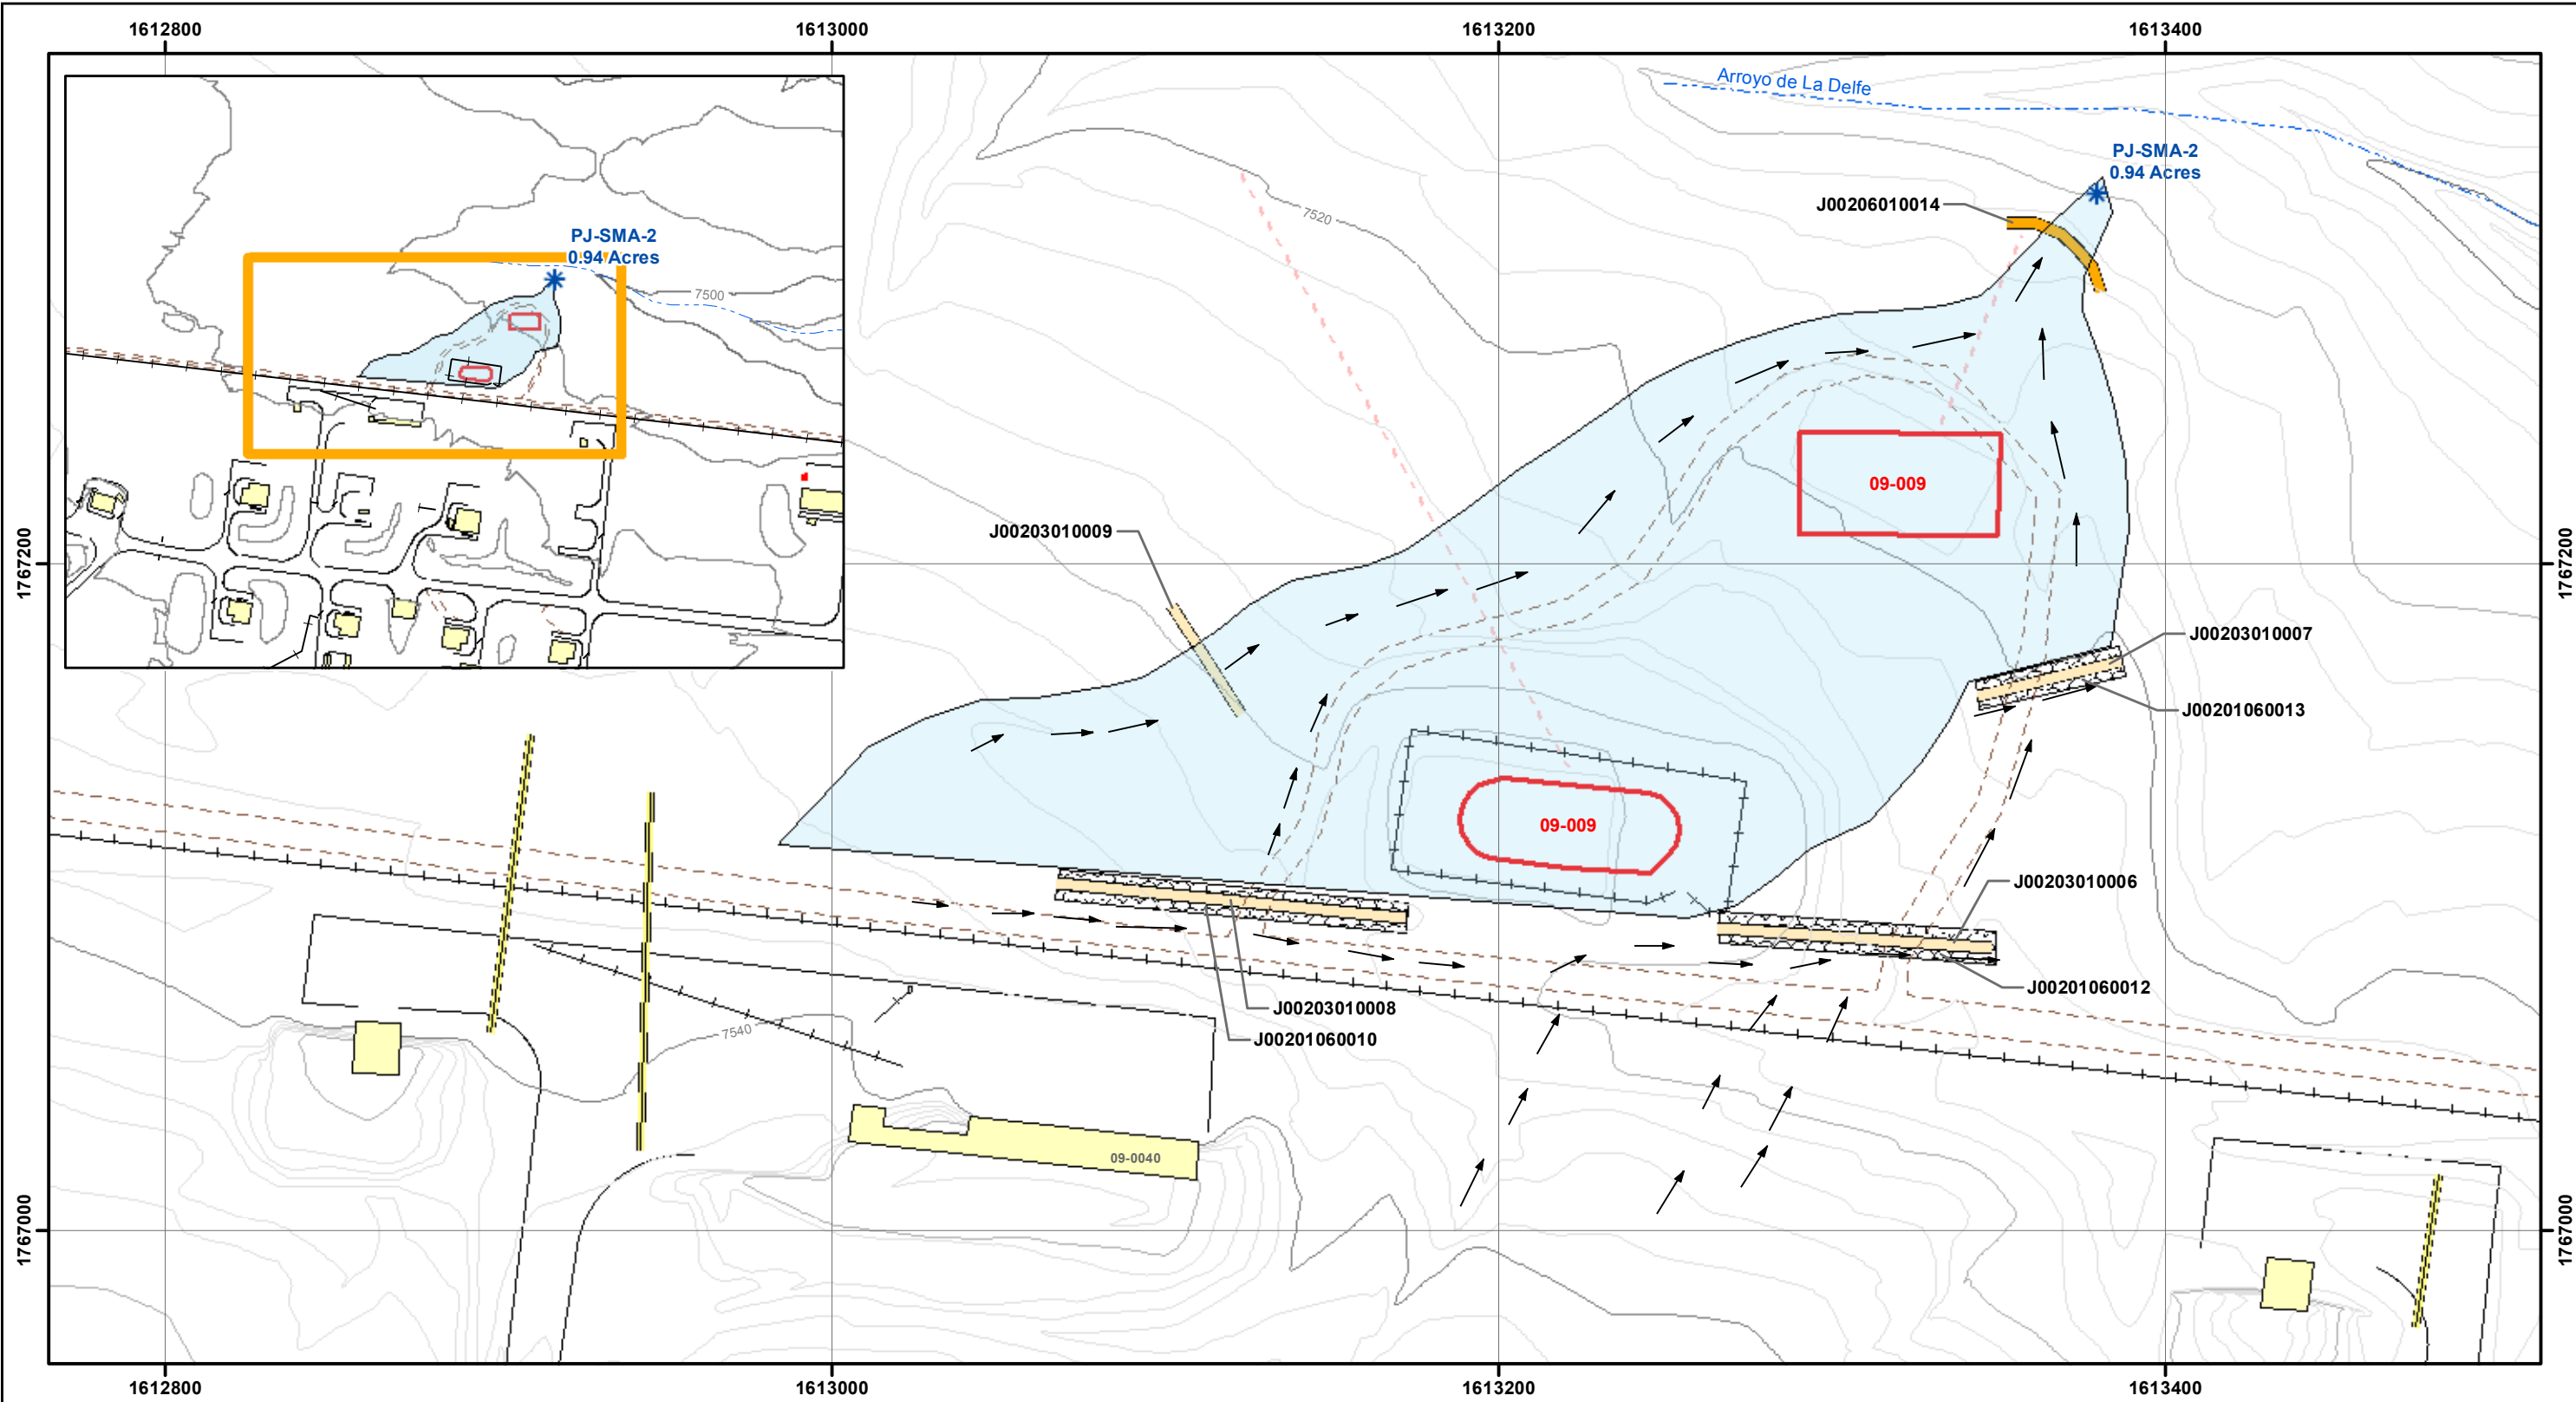 1612800
1613000
1613200
1613400
Arroyo de La Delfe
PJ-SMA-2
0.94 Acres
J00206010014
7520
PJ-SMA-2
0.94 Acres
7500
09-009
J00203010009
1767200
1767200
J00203010007
J00201060013
09-009
J00203010006
J00201060012
J00203010008
J00201060010
7540
09-0040
1767000
1767000
1612800
1613000
1613200
1613400